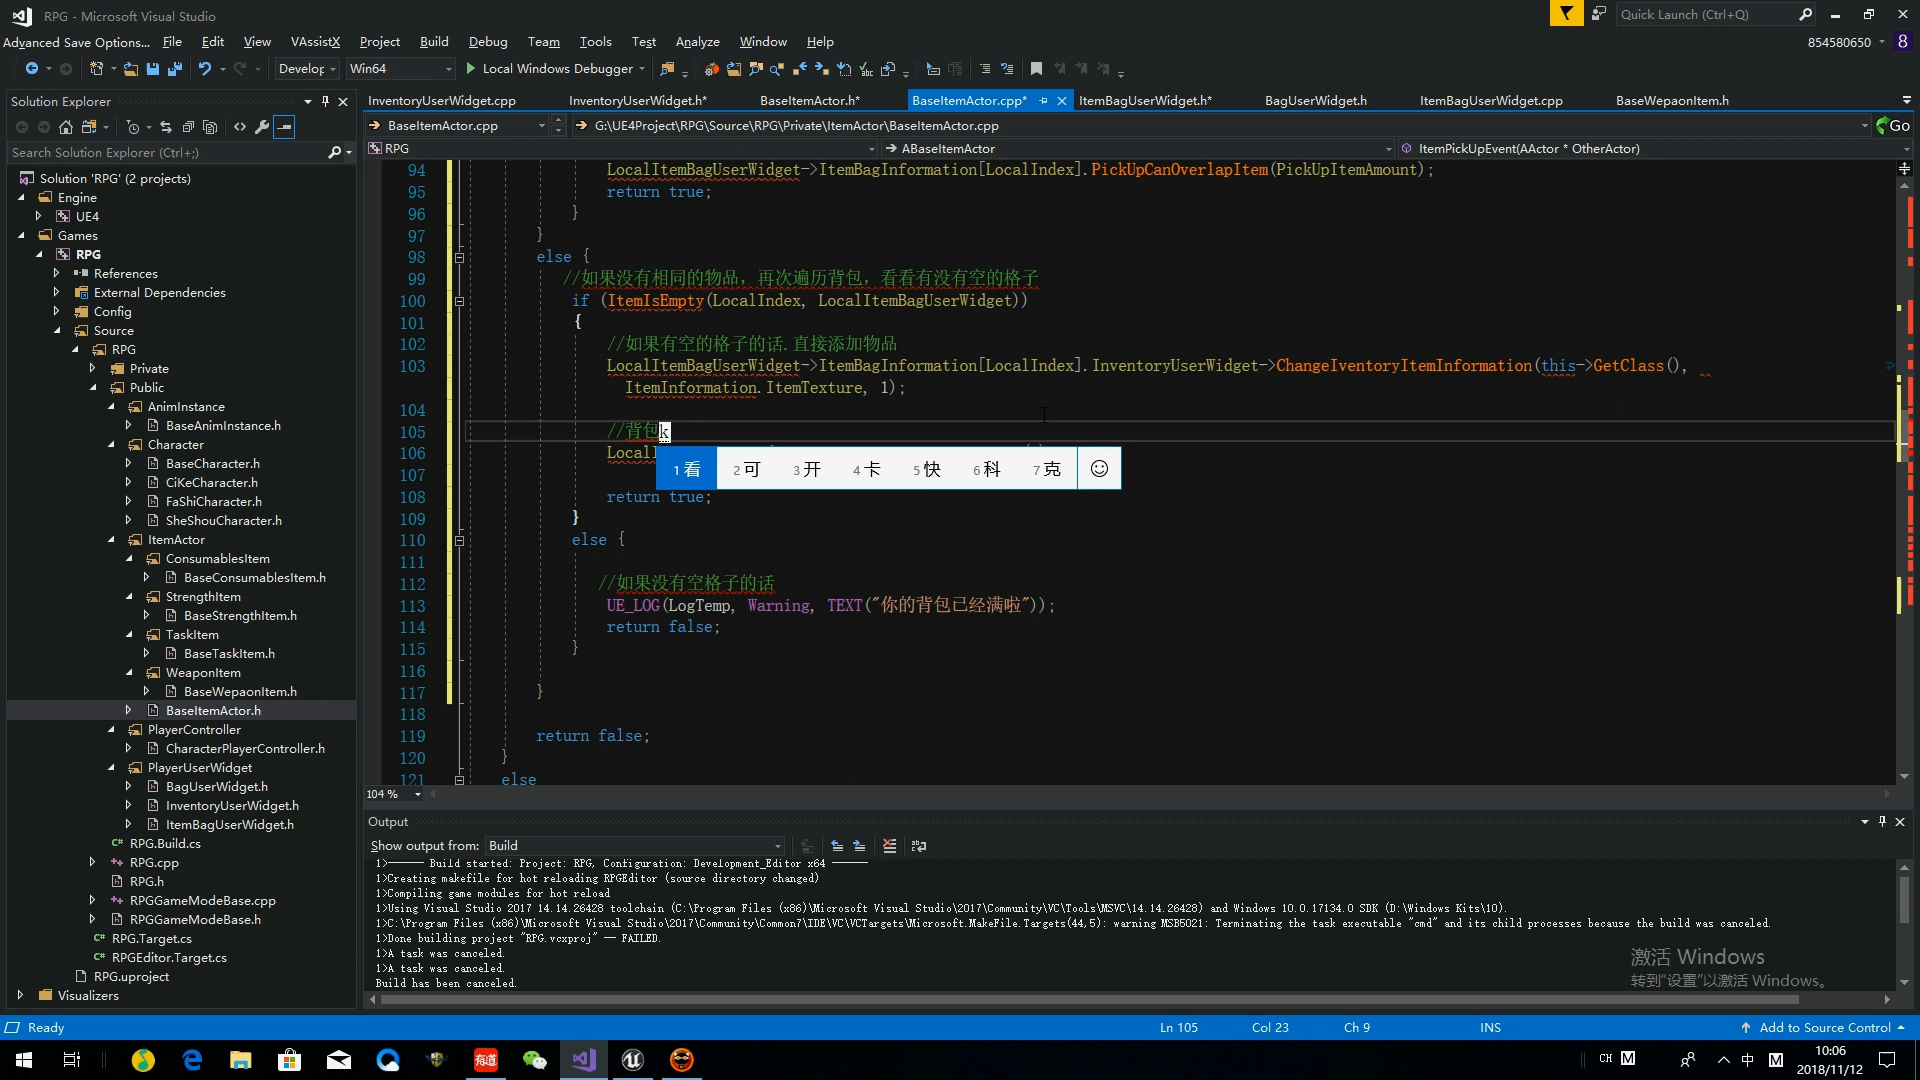 RPG - Microsoft Visual Studio
Quick Launch (Ctrl+Q)
Advanced Save Options... File Edit View VAssistX Project Build Debug Team Tools Test Analyze Window Help
854580650 8
Develop Win64 Local Windows Debugger
Solution Explorer
Search Solution Explorer (Ctrl+;)
Solution 'RPG' (2 projects)
Engine
UE4
Games
RPG
References
External Dependencies
Config
Source
RPG
Private
Public
AnimInstance
BaseAnimInstance.h
Character
BaseCharacter.h
CiKeCharacter.h
FaShiCharacter.h
SheShouCharacter.h
ItemActor
ConsumablesItem
BaseConsumablesItem.h
StrengthItem
BaseStrengthItem.h
TaskItem
BaseTaskItem.h
WeaponItem
BaseWepaonItem.h
BaseItemActor.h
PlayerController
CharacterPlayerController.h
PlayerUserWidget
BagUserWidget.h
InventoryUserWidget.h
ItemBagUserWidget.h
RPG.Build.cs
RPG.cpp
RPG.h
RPGGameModeBase.cpp
RPGGameModeBase.h
RPG.Target.cs
RPGEditor.Target.cs
RPG.uproject
Visualizers
InventoryUserWidget.cpp InventoryUserWidget.h* BaseItemActor.h* BaseItemActor.cpp* ItemBagUserWidget.h* BagUserWidget.h ItemBagUserWidget.cpp BaseWepaonItem.h
BaseItemActor.cpp G:\UE4Project\RPG\Source\RPG\Private\ItemActor\BaseItemActor.cpp Go
RPG ABaseItemActor ItemPickUpEvent(AActor * OtherActor)
94 LocalItemBagUserWidget->ItemBagInformation[LocalIndex].PickUpCanOverlapItem(PickUpItemAmount);
95 return true;
96 }
97 }
98 else {
99 //如果没有相同的物品，再次遍历背包，看看有没有空的格子
100 if (ItemIsEmpty(LocalIndex, LocalItemBagUserWidget))
101 {
102 //如果有空的格子的话.直接添加物品
103 LocalItemBagUserWidget->ItemBagInformation[LocalIndex].InventoryUserWidget->ChangeIventoryItemInformation(this->GetClass(),
ItemInformation.ItemTexture, 1);
104
105 //背包k
106 Local
1 看 2 可 3 开 4 卡 5 快 6 科 7 克
107
108 return true;
109 }
110 else {
111
112 //如果没有空格子的话
113 UE_LOG(LogTemp, Warning, TEXT("你的背包已经满啦"));
114 return false;
115 }
116
117 }
118
119 return false;
120 }
121 else
104 %
Output
Show output from: Build
1>------ Build started: Project: RPG, Configuration: Development_Editor x64 ------
1>Creating makefile for hot reloading RPGEditor (source directory changed)
1>Compiling game modules for hot reload
1>Using Visual Studio 2017 14.14.26428 toolchain (C:\Program Files (x86)\Microsoft Visual Studio\2017\Community\VC\Tools\MSVC\14.14.26428) and Windows 10.0.17134.0 SDK (D:\Windows Kits\10).
1>C:\Program Files (x86)\Microsoft Visual Studio\2017\Community\Common7\IDE\VC\VCTargets\Microsoft.MakeFile.Targets(44,5): warning MSB5021: Terminating the task executable "cmd" and its child processes because the build was canceled.
1>Done building project "RPG.vcxproj" -- FAILED.
1>A task was canceled.
1>A task was canceled.
Build has been canceled.
激活 Windows
转到"设置"以激活 Windows。
Ready Ln 105 Col 23 Ch 9 INS Add to Source Control
有道 CH M 中 M 10:06
2018/11/12